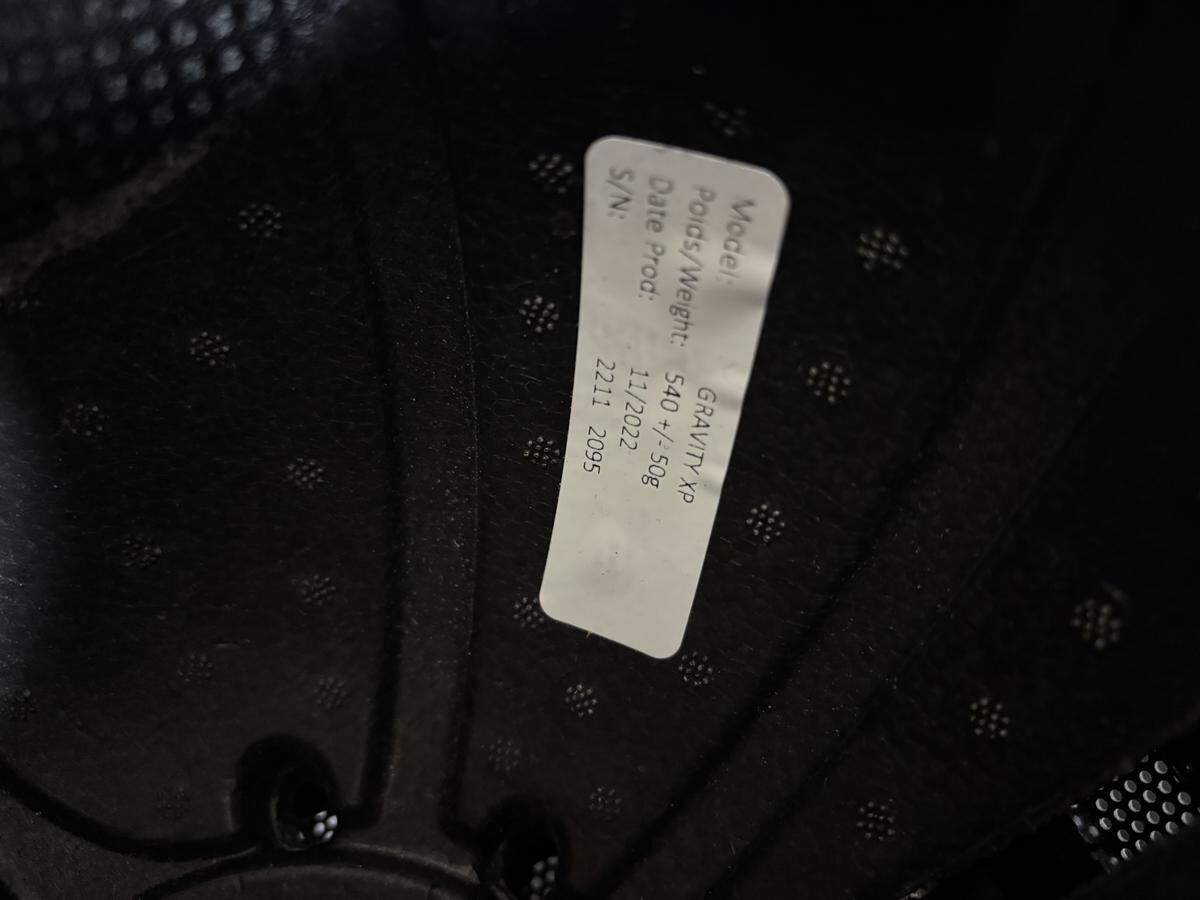 Model: GRAVITY XP
Poids/Weight: 540 +/- 50g
Date Prod: 11/2022
S/N: 2211 2095